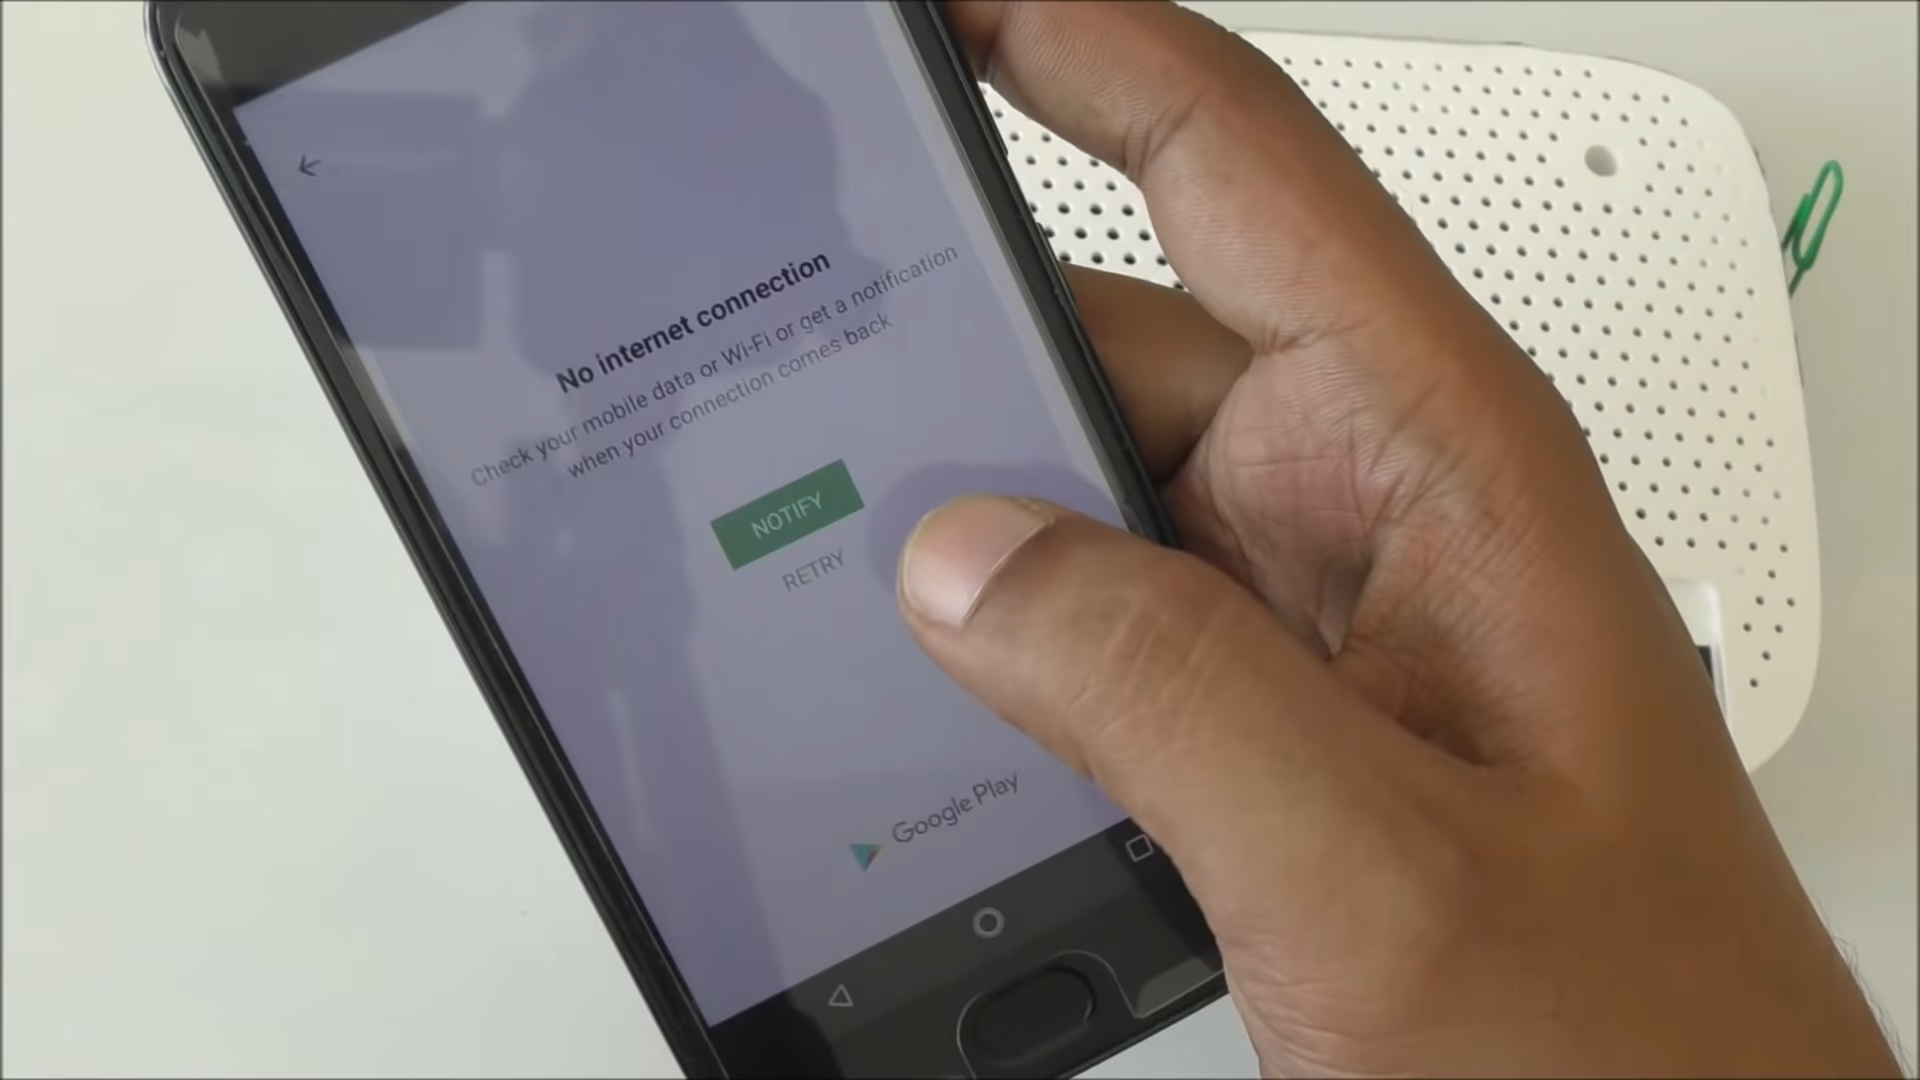 No internet connection
Check your mobile data or Wi-Fi or get a notification
when your connection comes back
NOTIFY
RETRY
Google Play